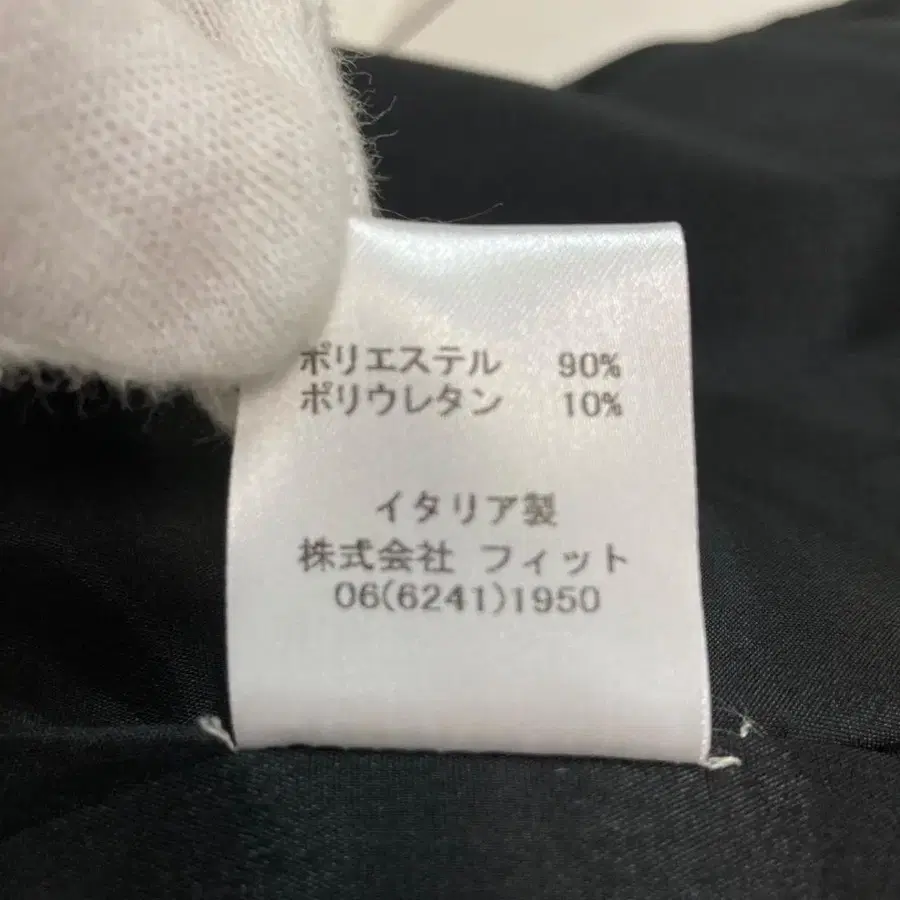 ポリエステル 90%
ポリウレタン 10%
イタリア製
株式会社 フィット
06(6241)1950